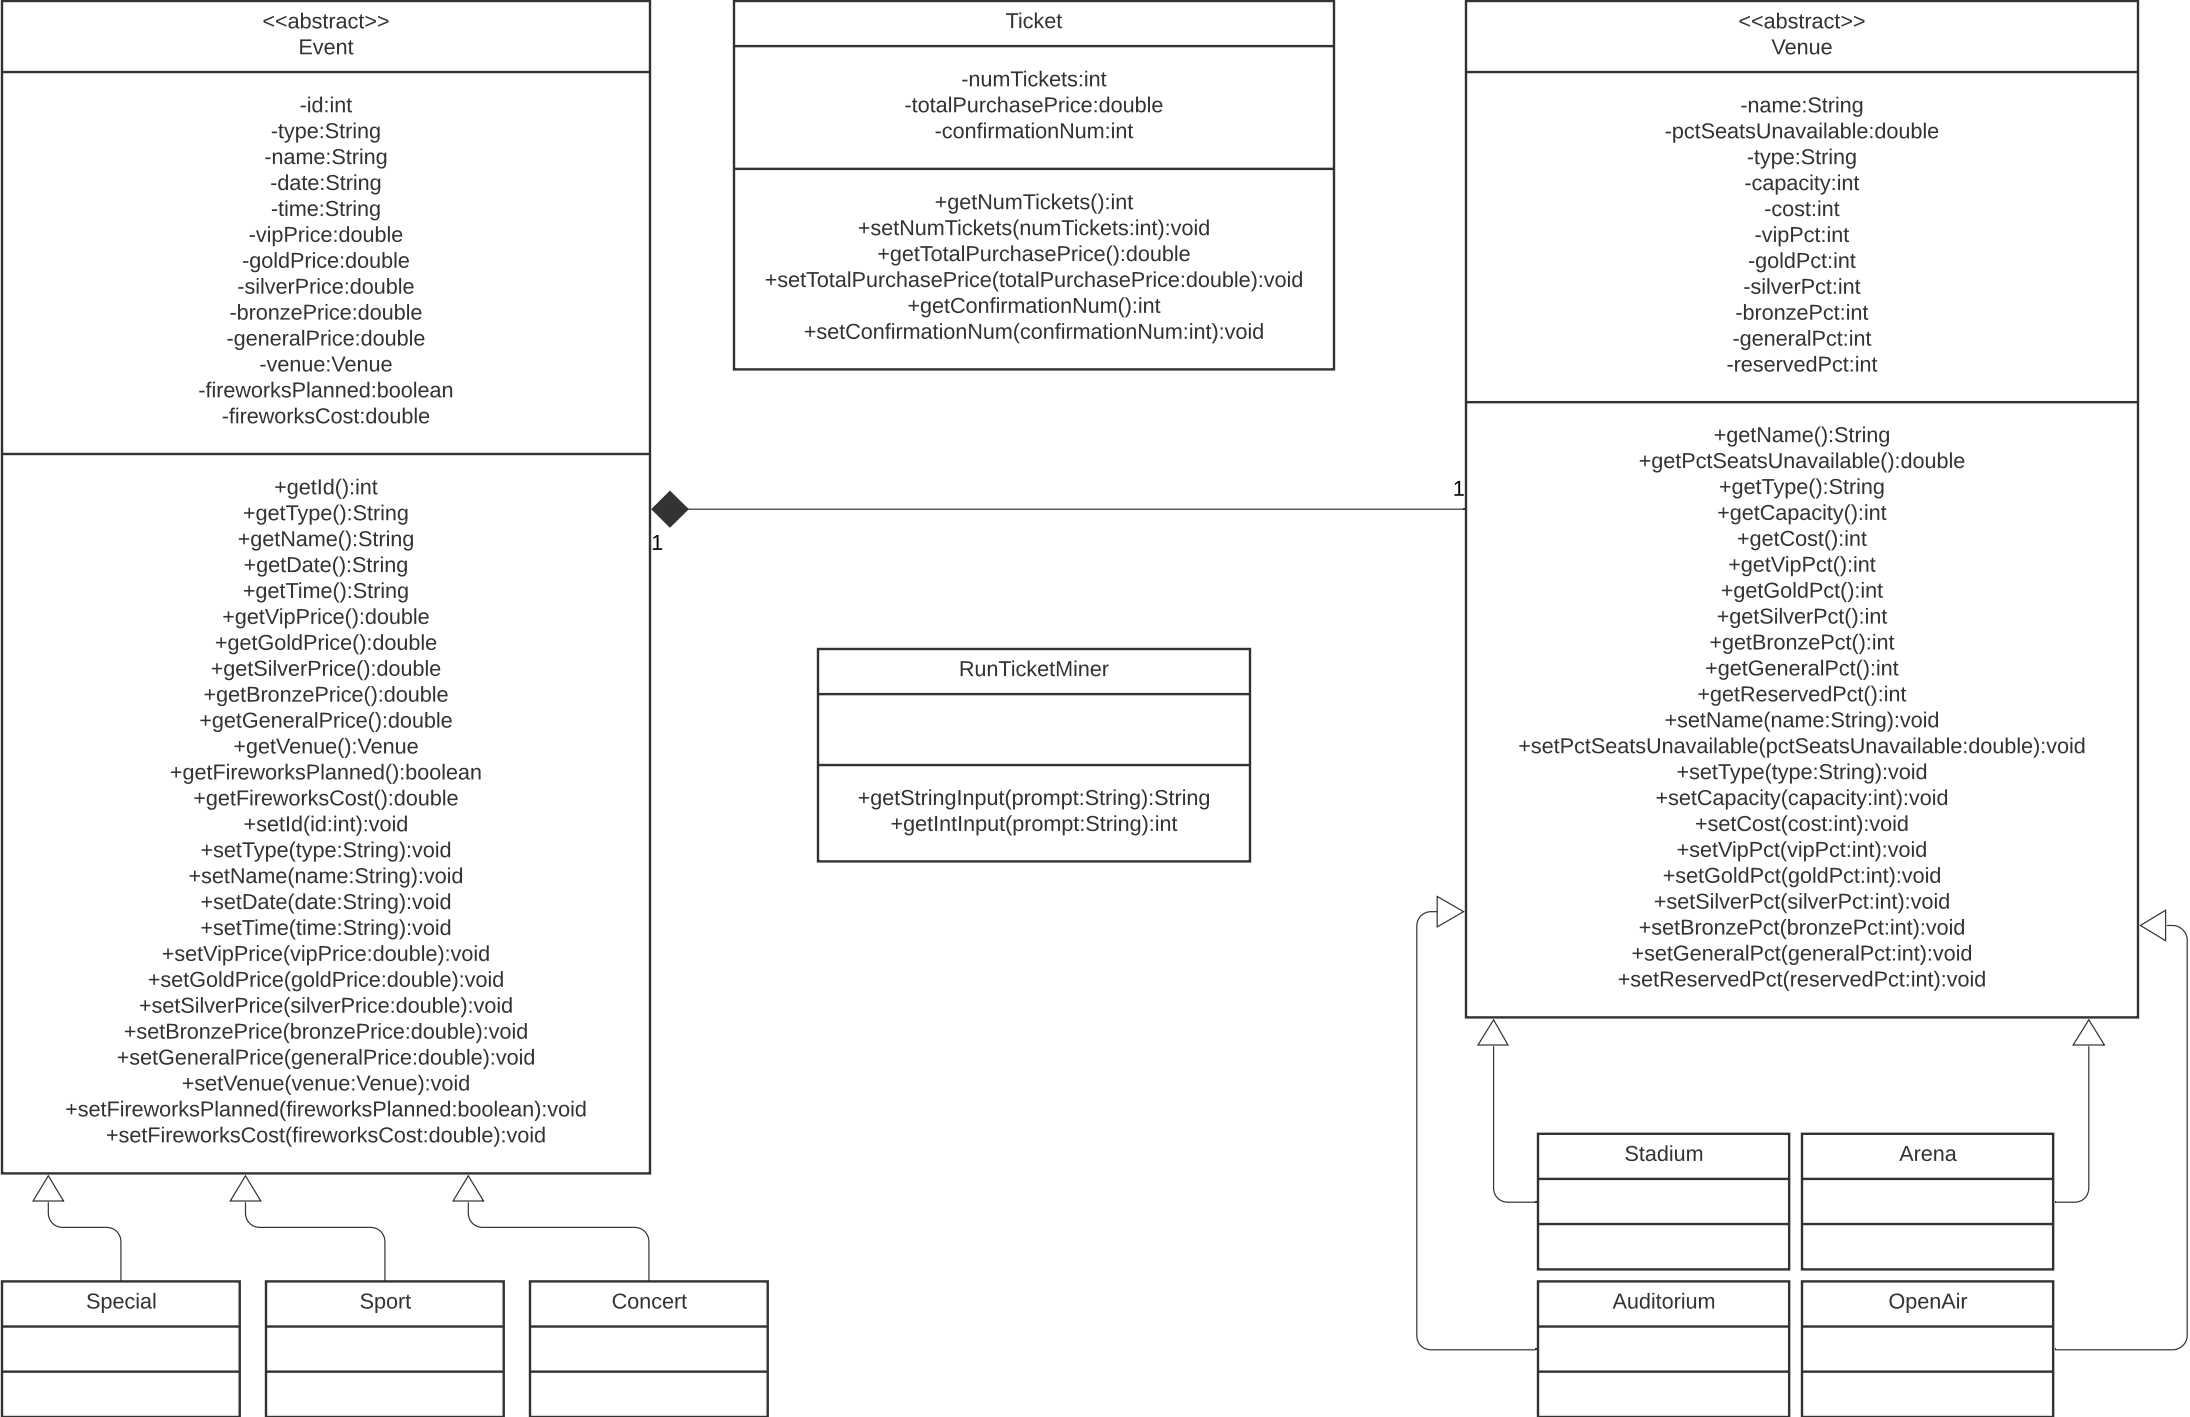 <<abstract>>
Event
-id:int
-type:String
-name:String
-date:String
-time:String
-vipPrice:double
-goldPrice:double
-silverPrice:double
-bronzePrice:double
-generalPrice:double
-venue:Venue
-fireworksPlanned:boolean
-fireworksCost:double
+getId():int
+getType():String
+getName():String
+getDate():String
+getTime():String
+getVipPrice():double
+getGoldPrice():double
+getSilverPrice():double
+getBronzePrice():double
+getGeneralPrice():double
+getVenue():Venue
+getFireworksPlanned():boolean
+getFireworksCost():double
+setId(id:int):void
+setType(type:String):void
+setName(name:String):void
+setDate(date:String):void
+setTime(time:String):void
+setVipPrice(vipPrice:double):void
+setGoldPrice(goldPrice:double):void
+setSilverPrice(silverPrice:double):void
+setBronzePrice(bronzePrice:double):void
+setGeneralPrice(generalPrice:double):void
+setVenue(venue:Venue):void
+setFireworksPlanned(fireworksPlanned:boolean):void
+setFireworksCost(fireworksCost:double):void
Ticket
-numTickets:int
-totalPurchasePrice:double
-confirmationNum:int
+getNumTickets():int
+setNumTickets(numTickets:int):void
+getTotalPurchasePrice():double
+setTotalPurchasePrice(totalPurchasePrice:double):void
+getConfirmationNum():int
+setConfirmationNum(confirmationNum:int):void
1
1
RunTicketMiner
+getStringInput(prompt:String):String
+getIntInput(prompt:String):int
<<abstract>>
Venue
-name:String
-pctSeatsUnavailable:double
-type:String
-capacity:int
-cost:int
-vipPct:int
-goldPct:int
-silverPct:int
-bronzePct:int
-generalPct:int
-reservedPct:int
+getName():String
+getPctSeatsUnavailable():double
+getType():String
+getCapacity():int
+getCost():int
+getVipPct():int
+getGoldPct():int
+getSilverPct():int
+getBronzePct():int
+getGeneralPct():int
+getReservedPct():int
+setName(name:String):void
+setPctSeatsUnavailable(pctSeatsUnavailable:double):void
+setType(type:String):void
+setCapacity(capacity:int):void
+setCost(cost:int):void
+setVipPct(vipPct:int):void
+setGoldPct(goldPct:int):void
+setSilverPct(silverPct:int):void
+setBronzePct(bronzePct:int):void
+setGeneralPct(generalPct:int):void
+setReservedPct(reservedPct:int):void
Special
Sport
Concert
Stadium
Arena
Auditorium
OpenAir